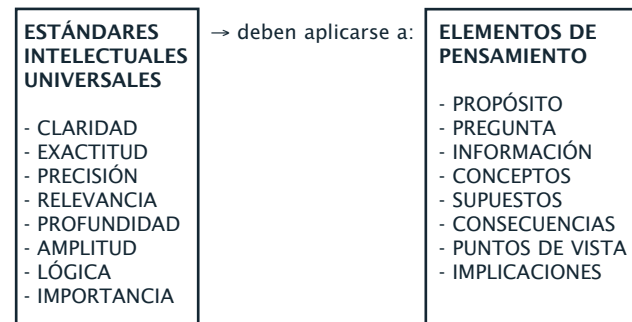 ESTÁNDARES
INTELECTUALES
UNIVERSALES
- CLARIDAD
- EXACTITUD
- PRECISIÓN
- RELEVANCIA
- PROFUNDIDAD
- AMPLITUD
- LÓGICA
- IMPORTANCIA
→ deben aplicarse a:
ELEMENTOS DE
PENSAMIENTO
- PROPÓSITO
- PREGUNTA
- INFORMACIÓN
- CONCEPTOS
- SUPUESTOS
- CONSECUENCIAS
- PUNTOS DE VISTA
- IMPLICACIONES